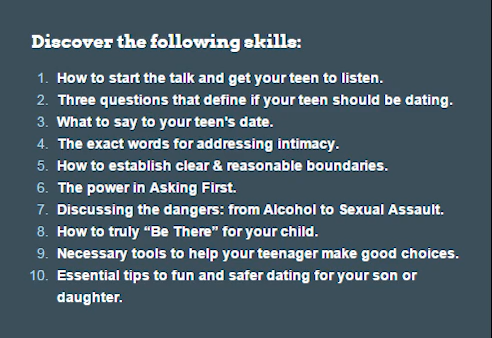 Discover the following skills:
1. How to start the talk and get your teen to listen.
2. Three questions that define if your teen should be dating.
3. What to say to your teen's date.
4. The exact words for addressing intimacy.
5. How to establish clear & reasonable boundaries.
6. The power in Asking First.
7. Discussing the dangers: from Alcohol to Sexual Assault.
8. How to truly “Be There” for your child.
9. Necessary tools to help your teenager make good choices.
10. Essential tips to fun and safer dating for your son or
daughter.